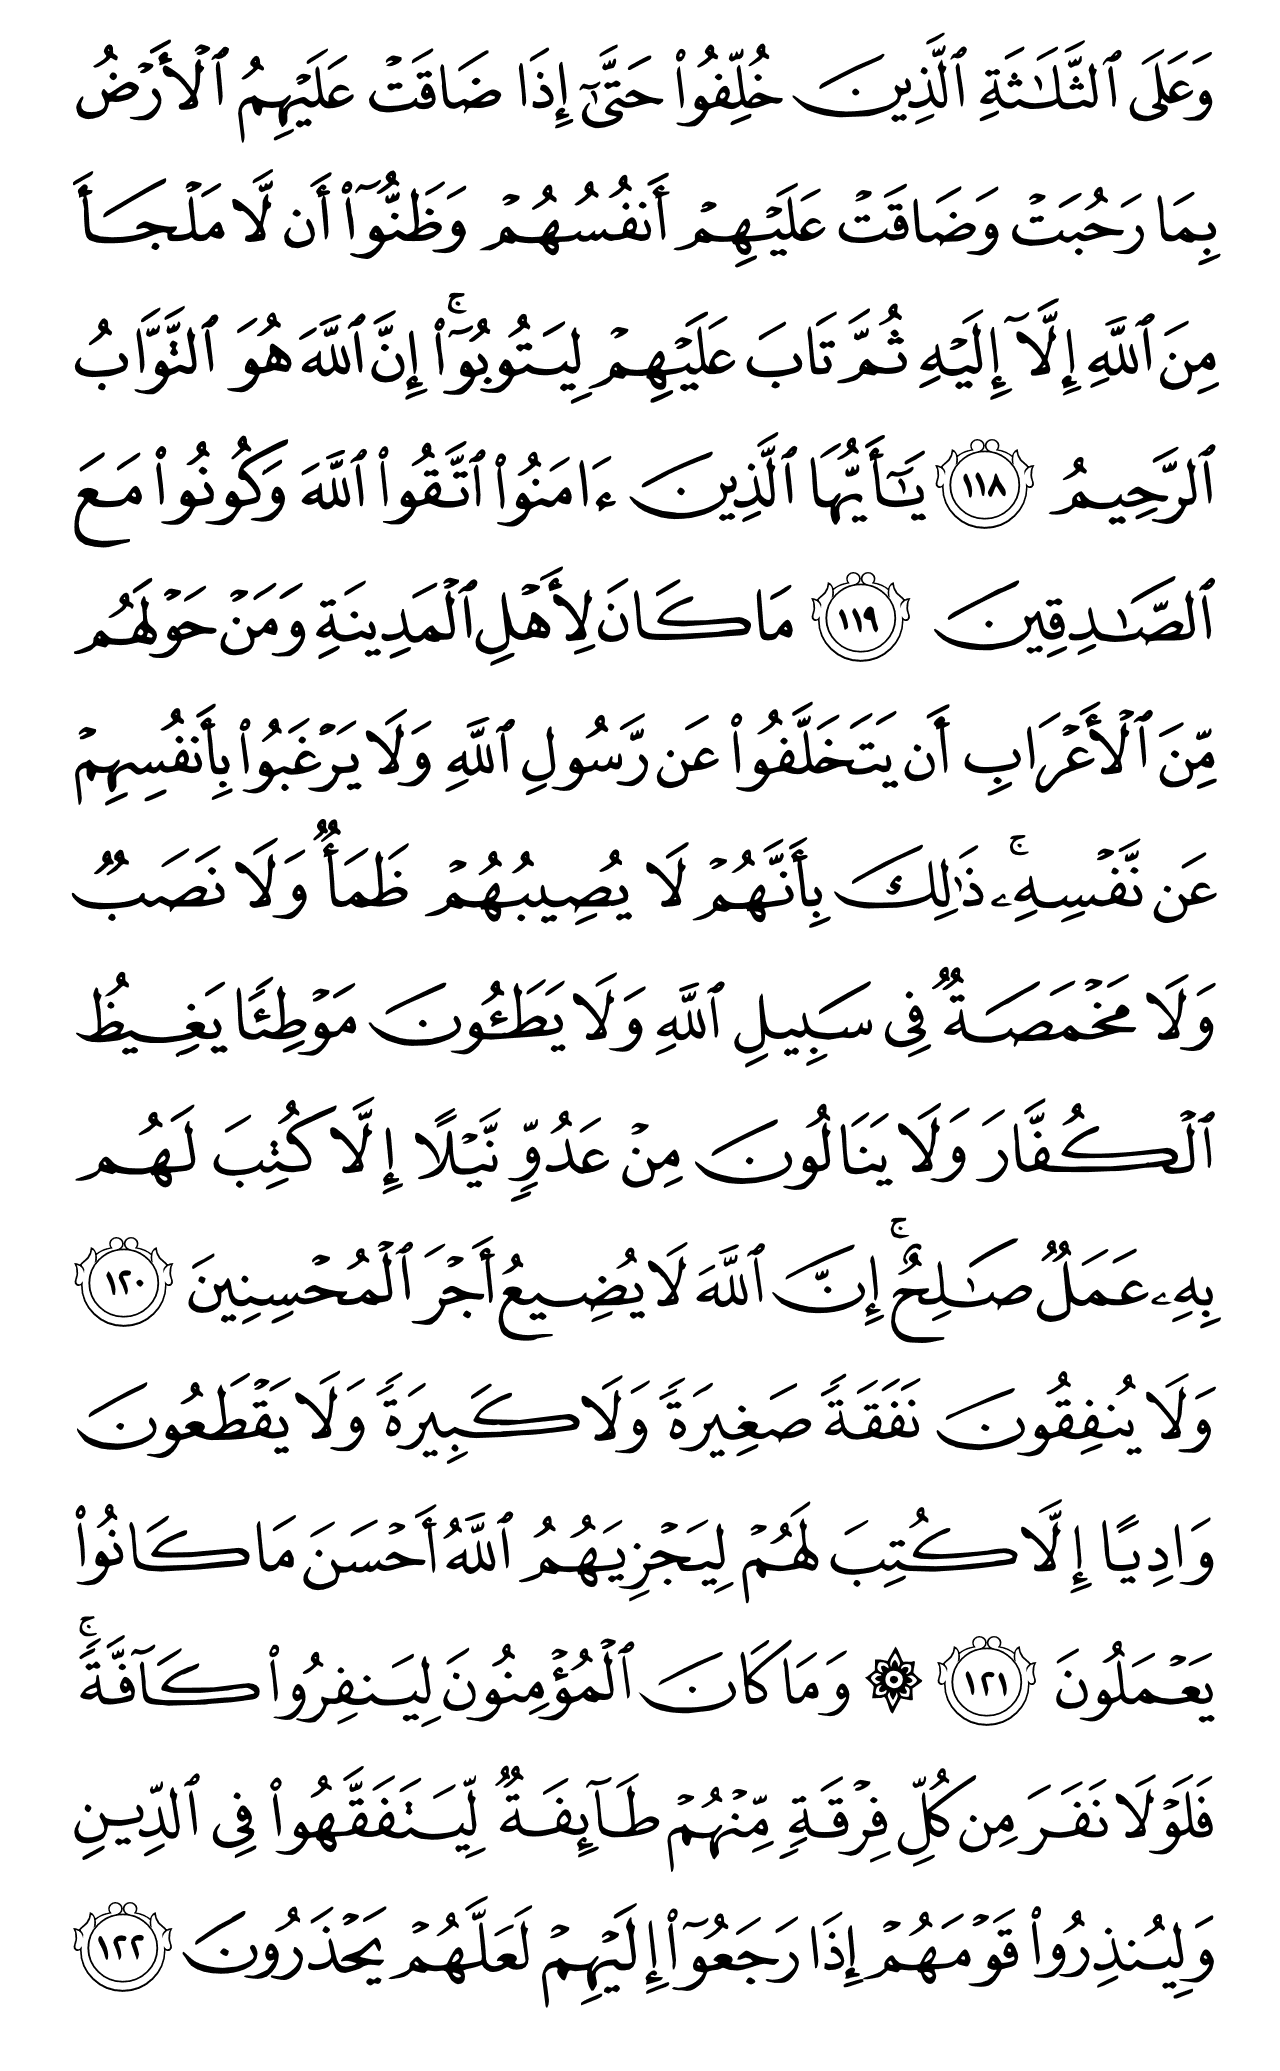 وَعَلَى ٱلثَّلَٰثَةِ ٱلَّذِينَ خُلِّفُوا۟ حَتَّىٰٓ إِذَا ضَاقَتْ عَلَيْهِمُ ٱلْأَرْضُ
بِمَا رَحُبَتْ وَضَاقَتْ عَلَيْهِمْ أَنفُسُهُمْ وَظَنُّوٓا۟ أَن لَّا مَلْجَأَ
مِنَ ٱللَّهِ إِلَّآ إِلَيْهِ ثُمَّ تَابَ عَلَيْهِمْ لِيَتُوبُوٓا۟ ۚ إِنَّ ٱللَّهَ هُوَ ٱلتَّوَّابُ
ٱلرَّحِيمُ ١١٨ يَٰٓأَيُّهَا ٱلَّذِينَ ءَامَنُوا۟ ٱتَّقُوا۟ ٱللَّهَ وَكُونُوا۟ مَعَ
ٱلصَّٰدِقِينَ ١١٩ مَا كَانَ لِأَهْلِ ٱلْمَدِينَةِ وَمَنْ حَوْلَهُم
مِّنَ ٱلْأَعْرَابِ أَن يَتَخَلَّفُوا۟ عَن رَّسُولِ ٱللَّهِ وَلَا يَرْغَبُوا۟ بِأَنفُسِهِمْ
عَن نَّفْسِهِۦ ۚ ذَٰلِكَ بِأَنَّهُمْ لَا يُصِيبُهُمْ ظَمَأٌ وَلَا نَصَبٌ
وَلَا مَخْمَصَةٌ فِى سَبِيلِ ٱللَّهِ وَلَا يَطَـُٔونَ مَوْطِئًا يَغِيظُ
ٱلْكُفَّارَ وَلَا يَنَالُونَ مِنْ عَدُوٍّ نَّيْلًا إِلَّا كُتِبَ لَهُم
بِهِۦ عَمَلٌ صَٰلِحٌ ۚ إِنَّ ٱللَّهَ لَا يُضِيعُ أَجْرَ ٱلْمُحْسِنِينَ ١٢٠
وَلَا يُنفِقُونَ نَفَقَةً صَغِيرَةً وَلَا كَبِيرَةً وَلَا يَقْطَعُونَ
وَادِيًا إِلَّا كُتِبَ لَهُمْ لِيَجْزِيَهُمُ ٱللَّهُ أَحْسَنَ مَا كَانُوا۟
يَعْمَلُونَ ١٢١ ۞ وَمَا كَانَ ٱلْمُؤْمِنُونَ لِيَنفِرُوا۟ كَآفَّةً ۚ
فَلَوْلَا نَفَرَ مِن كُلِّ فِرْقَةٍ مِّنْهُمْ طَآئِفَةٌ لِّيَتَفَقَّهُوا۟ فِى ٱلدِّينِ
وَلِيُنذِرُوا۟ قَوْمَهُمْ إِذَا رَجَعُوٓا۟ إِلَيْهِمْ لَعَلَّهُمْ يَحْذَرُونَ ١٢٢